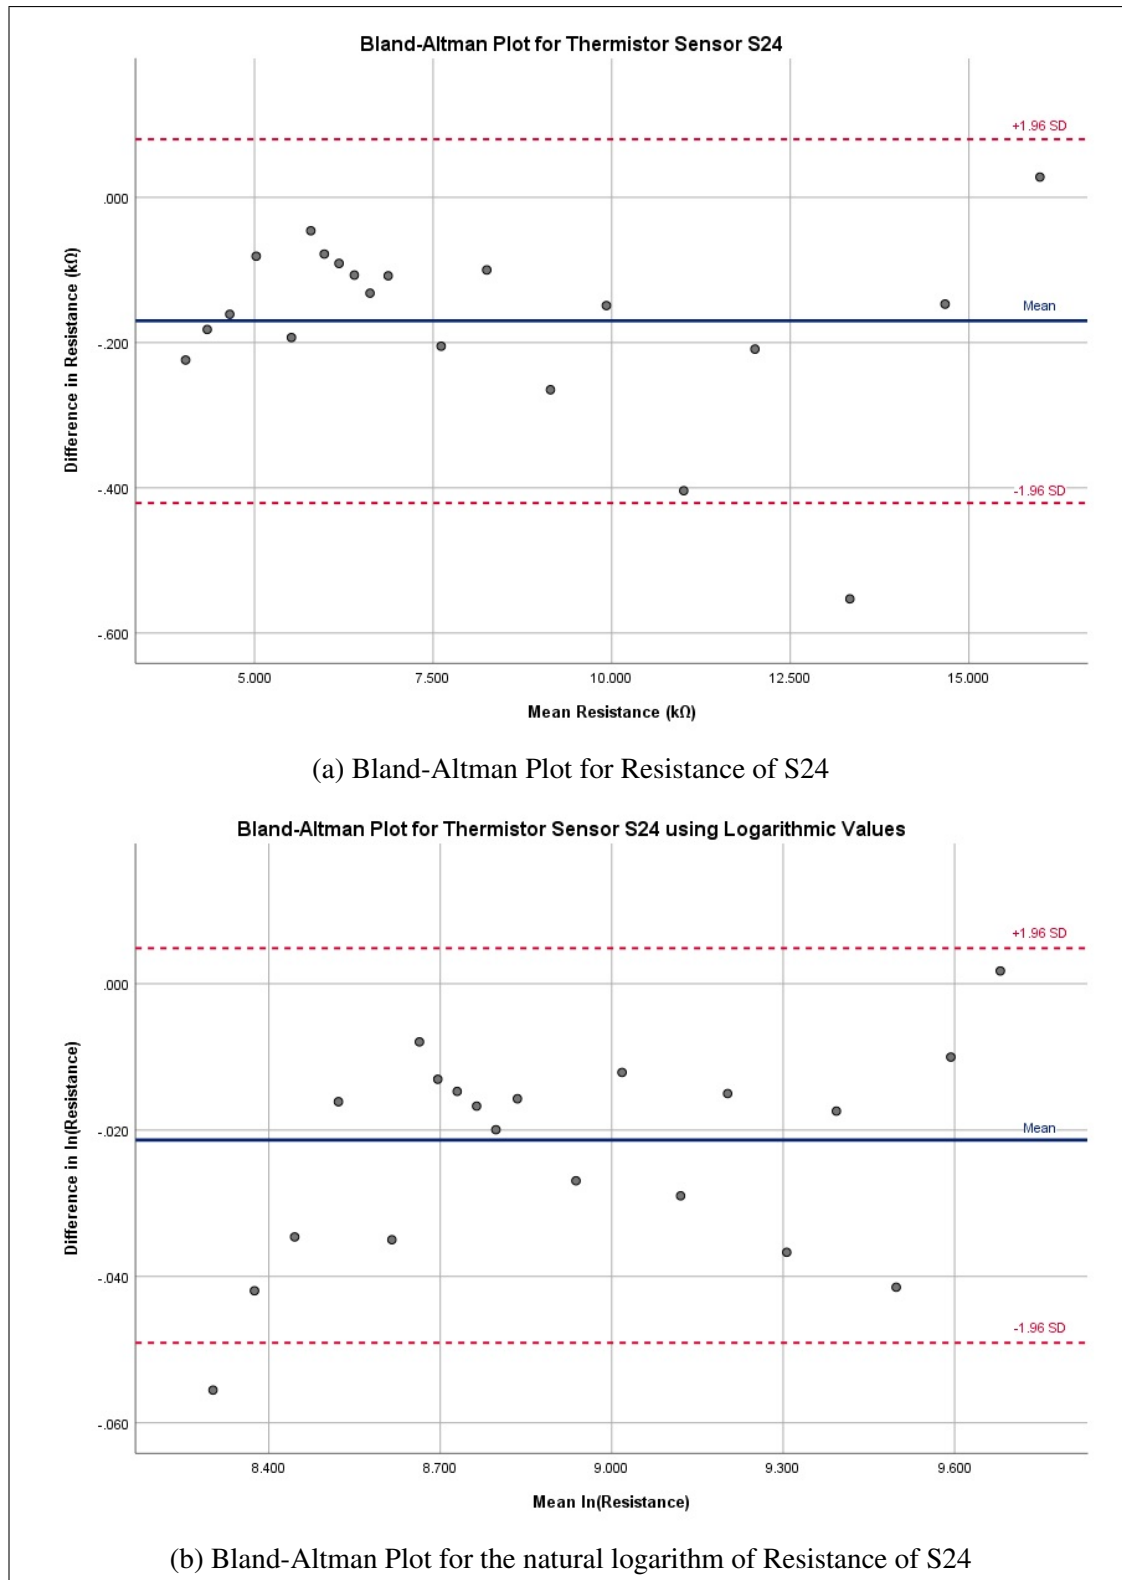 Bland-Altman Plot for Thermistor Sensor S24
+1.96 SD
.000
Mean
-.200
Difference in Resistance (kΩ)
-.400
-1.96 SD
-.600
5.000 7.500 10.000 12.500 15.000
Mean Resistance (kΩ)
(a) Bland-Altman Plot for Resistance of S24
Bland-Altman Plot for Thermistor Sensor S24 using Logarithmic Values
+1.96 SD
.000
Mean
-.020
Difference in ln(Resistance)
-.040
-1.96 SD
-.060
8.400 8.700 9.000 9.300 9.600
Mean ln(Resistance)
(b) Bland-Altman Plot for the natural logarithm of Resistance of S24